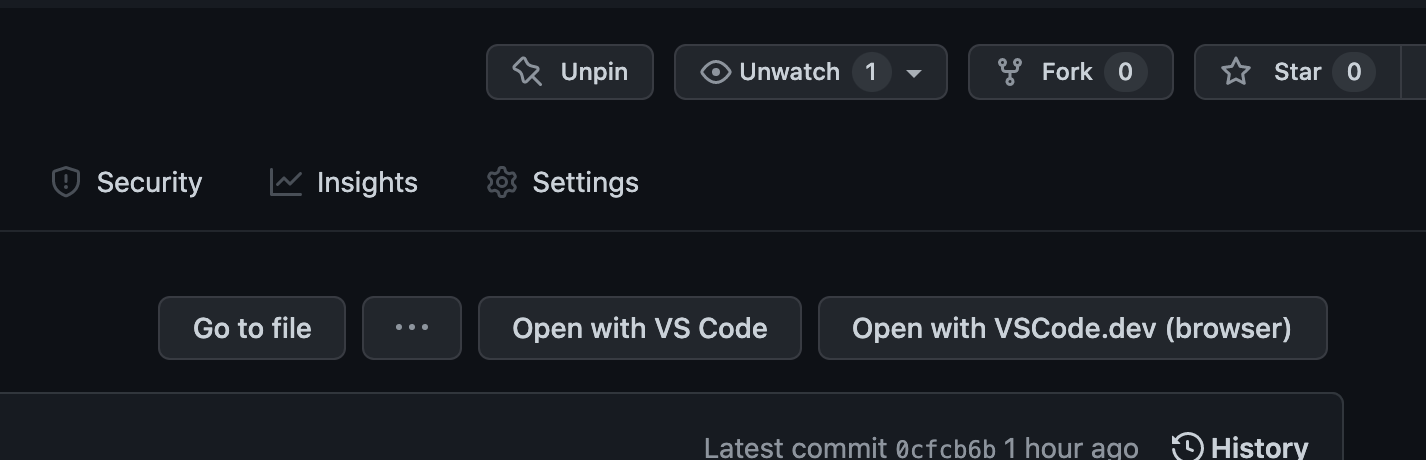 Unpin Unwatch 1 Fork 0 Star 0
Security Insights Settings
Go to file ... Open with VS Code Open with VSCode.dev (browser)
Latest commit 0cfcb6b 1 hour ago History